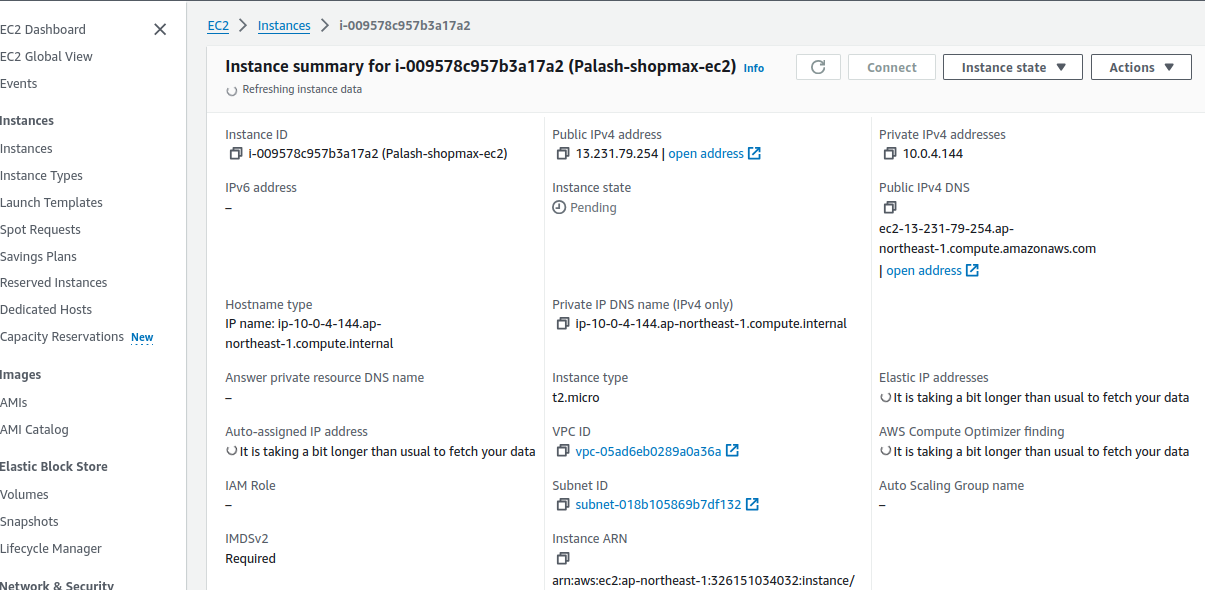 EC2 Dashboard
EC2 Global View
Events
Instances
Instances
Instance Types
Launch Templates
Spot Requests
Savings Plans
Reserved Instances
Dedicated Hosts
Capacity Reservations New
Images
AMIs
AMI Catalog
Elastic Block Store
Volumes
Snapshots
Lifecycle Manager
Network & Security
EC2 > Instances > i-009578c957b3a17a2
Instance summary for i-009578c957b3a17a2 (Palash-shopmax-ec2) Info
Refreshing instance data
Connect
Instance state
Actions
Instance ID
i-009578c957b3a17a2 (Palash-shopmax-ec2)
Public IPv4 address
13.231.79.254 | open address
Private IPv4 addresses
10.0.4.144
IPv6 address
–
Instance state
Pending
Public IPv4 DNS
ec2-13-231-79-254.ap-
northeast-1.compute.amazonaws.com
| open address
Hostname type
IP name: ip-10-0-4-144.ap-
northeast-1.compute.internal
Private IP DNS name (IPv4 only)
ip-10-0-4-144.ap-northeast-1.compute.internal
Answer private resource DNS name
–
Instance type
t2.micro
Elastic IP addresses
It is taking a bit longer than usual to fetch your data
Auto-assigned IP address
It is taking a bit longer than usual to fetch your data
VPC ID
vpc-05ad6eb0289a0a36a
AWS Compute Optimizer finding
It is taking a bit longer than usual to fetch your data
IAM Role
–
Subnet ID
subnet-018b105869b7df132
Auto Scaling Group name
–
IMDSv2
Required
Instance ARN
arn:aws:ec2:ap-northeast-1:326151034032:instance/